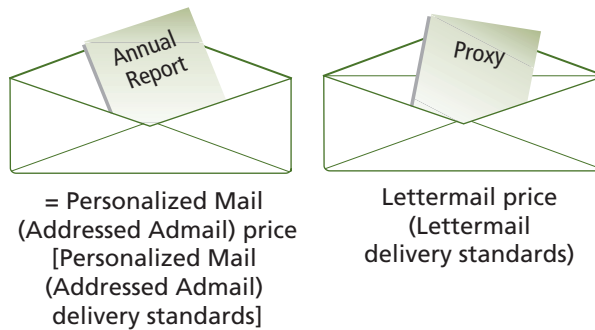 Annual
Report
= Personalized Mail
(Addressed Admail) price
[Personalized Mail
(Addressed Admail)
delivery standards]
Proxy
Lettermail price
(Lettermail
delivery standards)